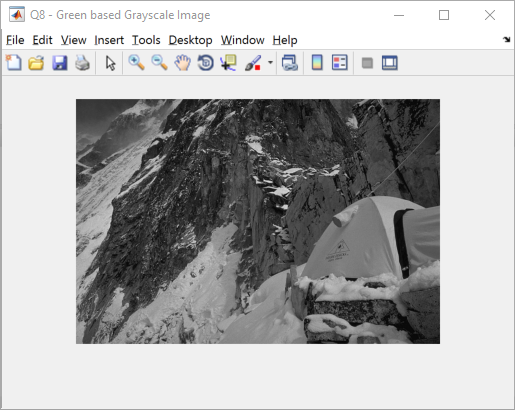 Q8 - Green based Grayscale Image
File Edit View Insert Tools Desktop Window Help